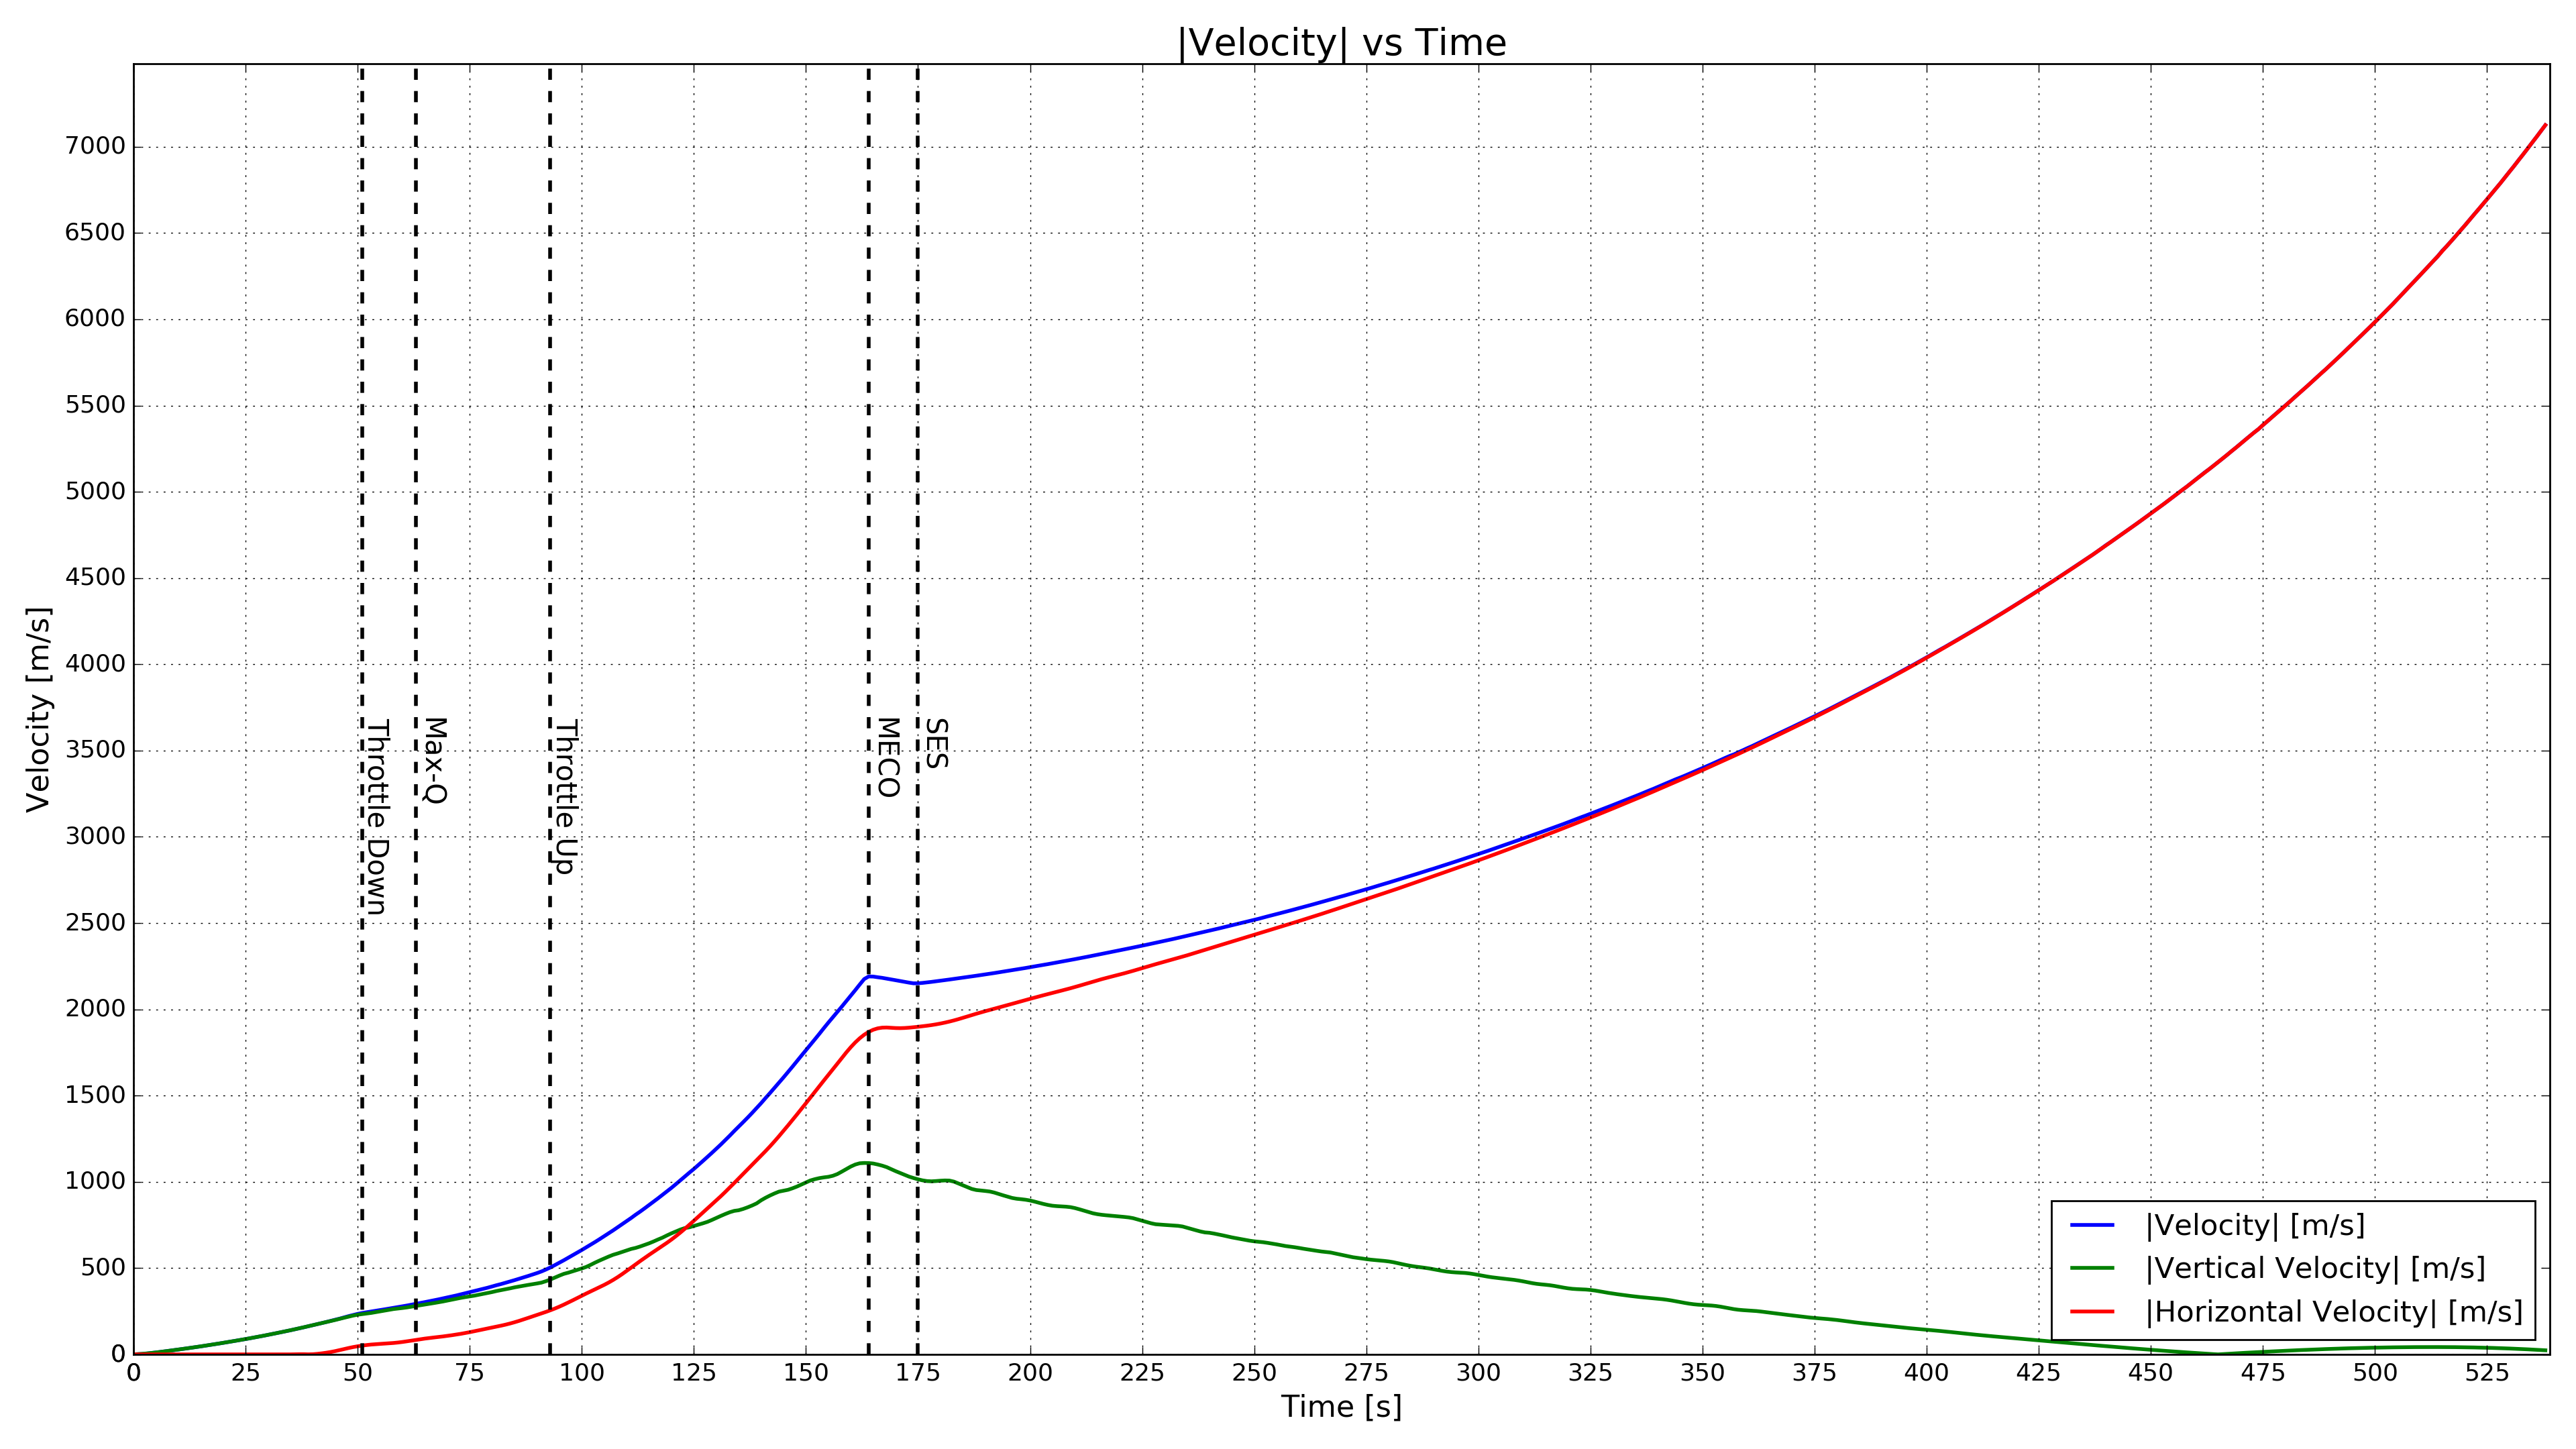 |Velocity| vs Time
Velocity [m/s]
7000
6500
6000
5500
5000
4500
4000
3500
3000
2500
2000
1500
1000
500
0
Throttle Down
Max-Q
Throttle Up
MECO
SES
|Velocity| [m/s]
|Vertical Velocity| [m/s]
|Horizontal Velocity| [m/s]
0 25 50 75 100 125 150 175 200 225 250 275 300 325 350 375 400 425 450 475 500 525
Time [s]